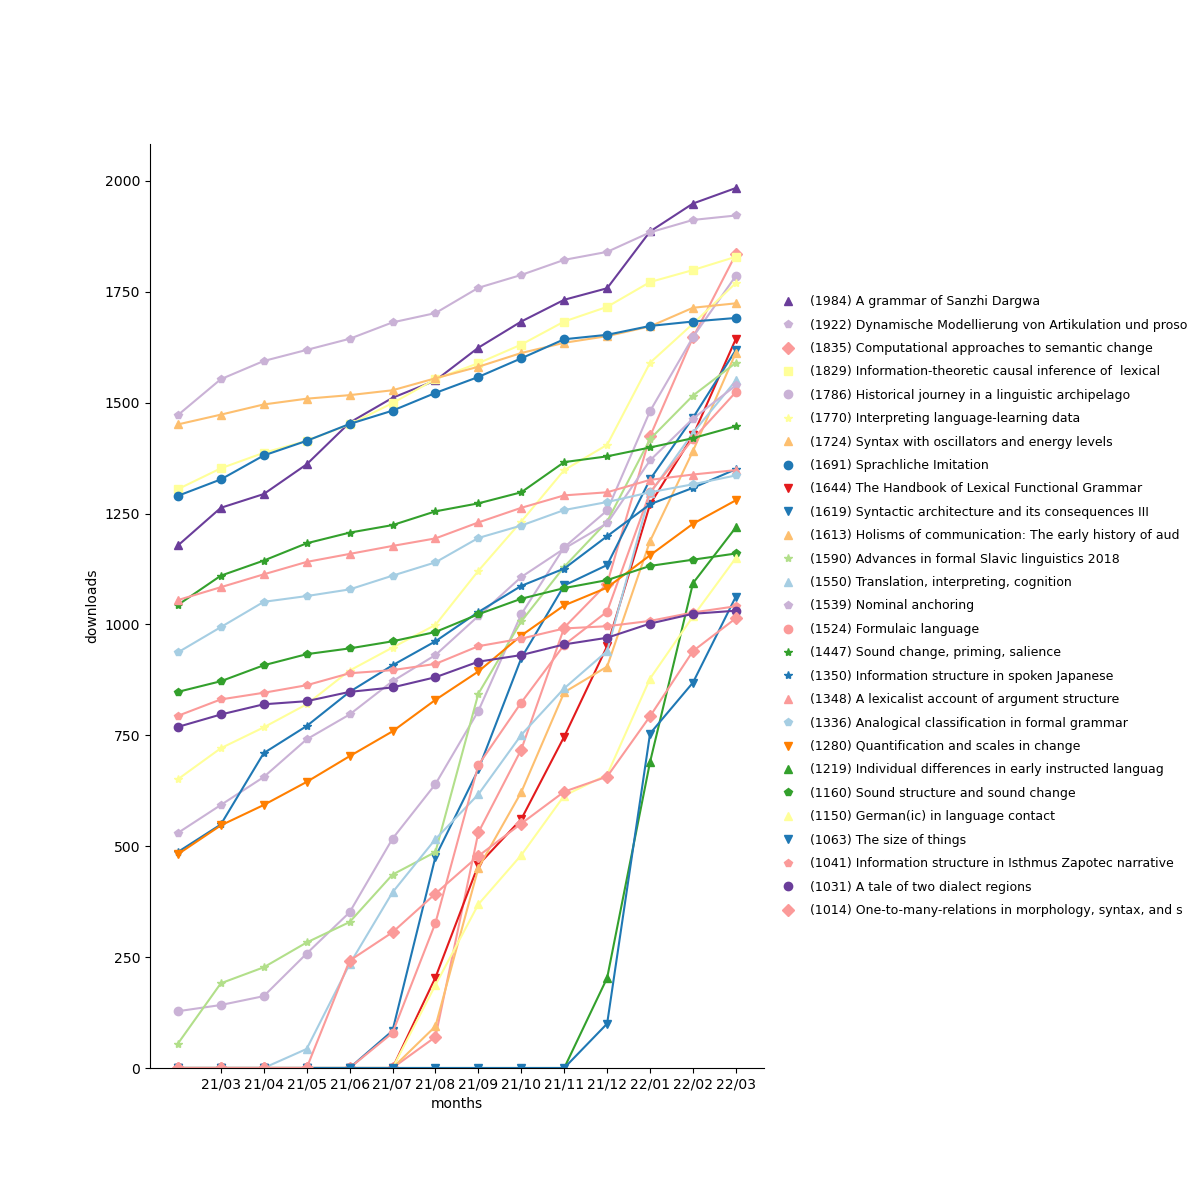 2000
1750
1500
1250
1000
750
500
250
0
downloads
21/03 21/04 21/05 21/06 21/07 21/08 21/09 21/10 21/11 21/12 22/01 22/02 22/03
months
(1984) A grammar of Sanzhi Dargwa
(1922) Dynamische Modellierung von Artikulation und proso
(1835) Computational approaches to semantic change
(1829) Information-theoretic causal inference of  lexical
(1786) Historical journey in a linguistic archipelago
(1770) Interpreting language-learning data
(1724) Syntax with oscillators and energy levels
(1691) Sprachliche Imitation
(1644) The Handbook of Lexical Functional Grammar
(1619) Syntactic architecture and its consequences III
(1613) Holisms of communication: The early history of aud
(1590) Advances in formal Slavic linguistics 2018
(1550) Translation, interpreting, cognition
(1539) Nominal anchoring
(1524) Formulaic language
(1447) Sound change, priming, salience
(1350) Information structure in spoken Japanese
(1348) A lexicalist account of argument structure
(1336) Analogical classification in formal grammar
(1280) Quantification and scales in change
(1219) Individual differences in early instructed languag
(1160) Sound structure and sound change
(1150) German(ic) in language contact
(1063) The size of things
(1041) Information structure in Isthmus Zapotec narrative
(1031) A tale of two dialect regions
(1014) One-to-many-relations in morphology, syntax, and s